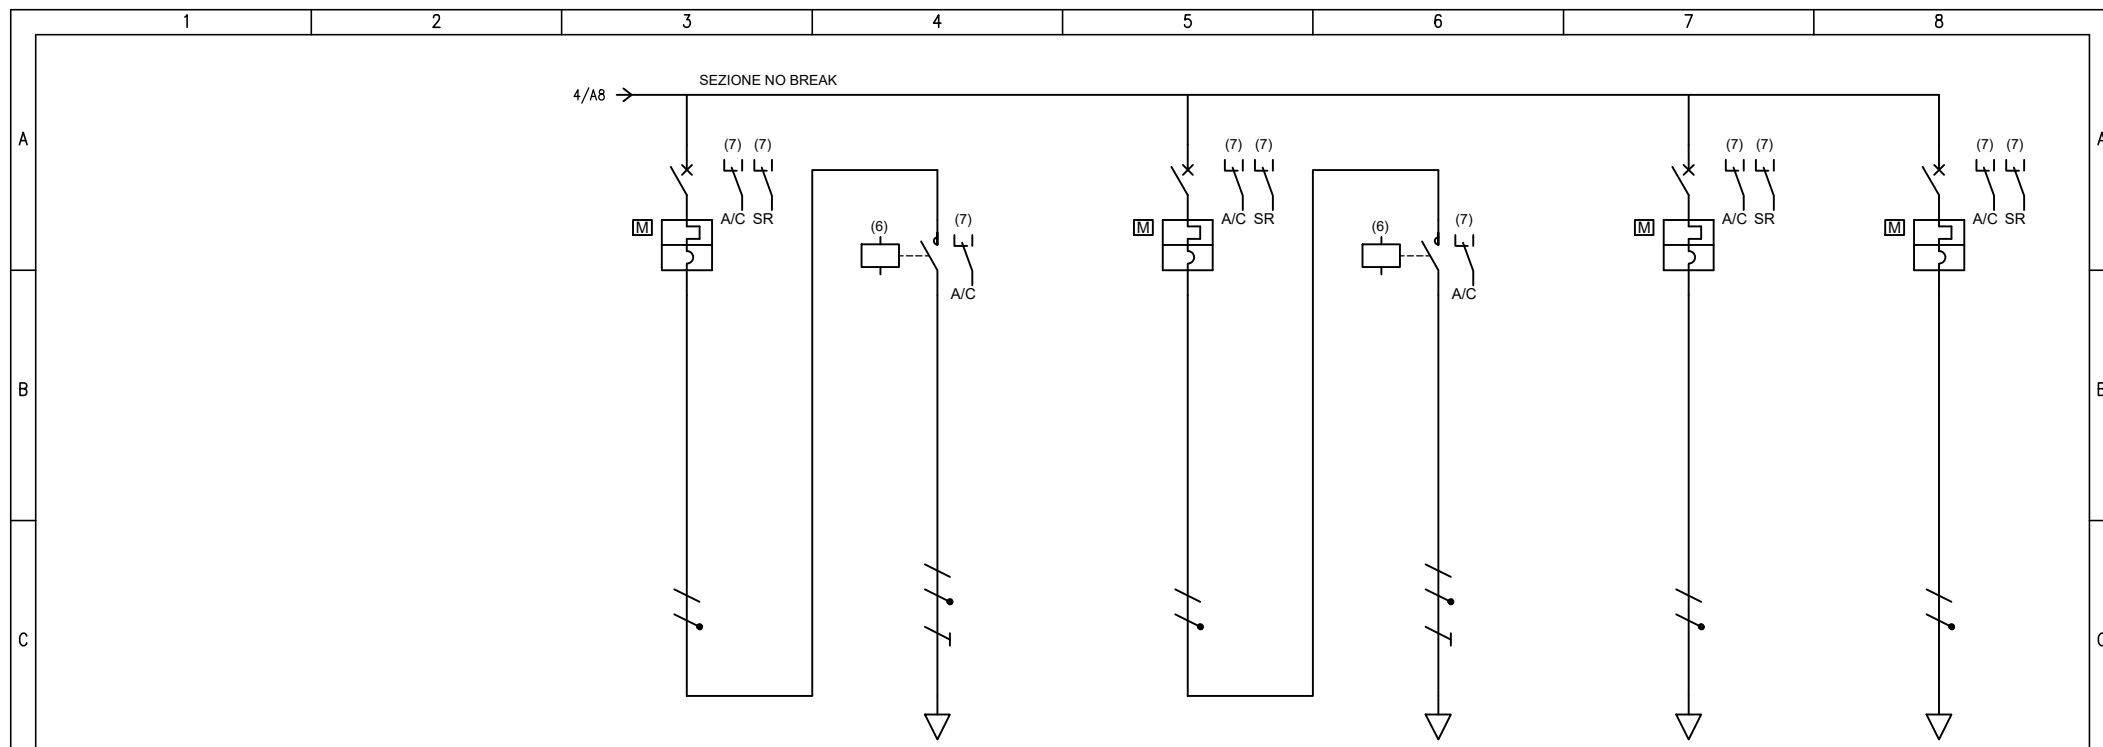 1 2 3 4 5 6 7 8
SEZIONE NO BREAK
4/A8
A A
(7) (7) (7) (7) (7) (7) (7) (7)
A/C SR A/C SR A/C SR A/C SR
M (6) (7) M (6) (7) M M
A/C A/C
B B
C C